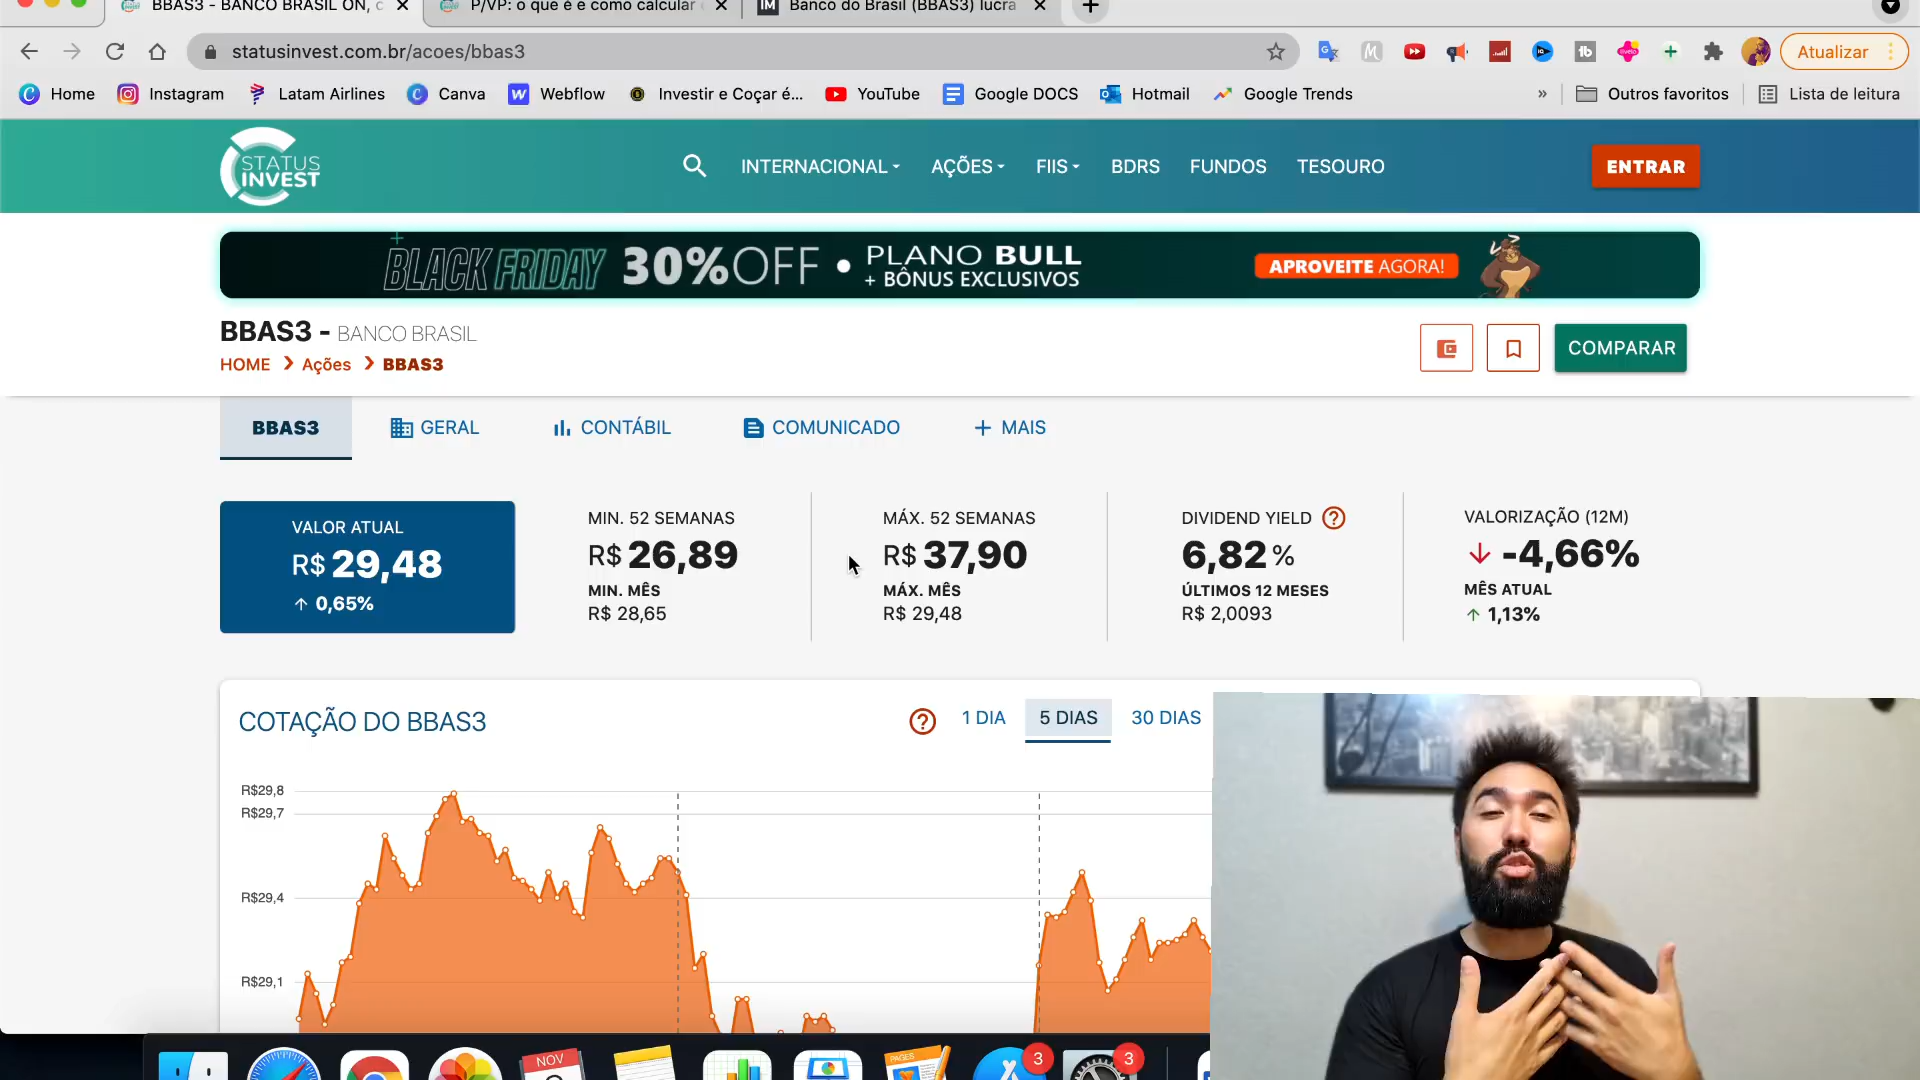 BBAS3 - BANCO BRASIL ON, c
P/VP: o que é e como calcular
Banco do Brasil (BBAS3) lucra
statusinvest.com.br/acoes/bbas3
Atualizar
Home
Instagram
Latam Airlines
Canva
Webflow
Investir e Coçar é...
YouTube
Google DOCS
Hotmail
Google Trends
»
Outros favoritos
Lista de leitura
STATUS
INVEST
INTERNACIONAL
AÇÕES
FIIS
BDRS
FUNDOS
TESOURO
ENTRAR
BLACK FRIDAY 30% OFF • PLANO BULL
+ BÔNUS EXCLUSIVOS
APROVEITE AGORA!
BBAS3 - BANCO BRASIL
HOME > Ações > BBAS3
COMPARAR
BBAS3
GERAL
CONTÁBIL
COMUNICADO
+ MAIS
VALOR ATUAL
R$ 29,48
↑ 0,65%
MIN. 52 SEMANAS
R$ 26,89
MIN. MÊS
R$ 28,65
MÁX. 52 SEMANAS
R$ 37,90
MÁX. MÊS
R$ 29,48
DIVIDEND YIELD ?
6,82 %
ÚLTIMOS 12 MESES
R$ 2,0093
VALORIZAÇÃO (12M)
↓ -4,66%
MÊS ATUAL
↑ 1,13%
COTAÇÃO DO BBAS3
?
1 DIA
5 DIAS
30 DIAS
R$29,8
R$29,7
R$29,4
R$29,1
NOV
PAGES
3
3